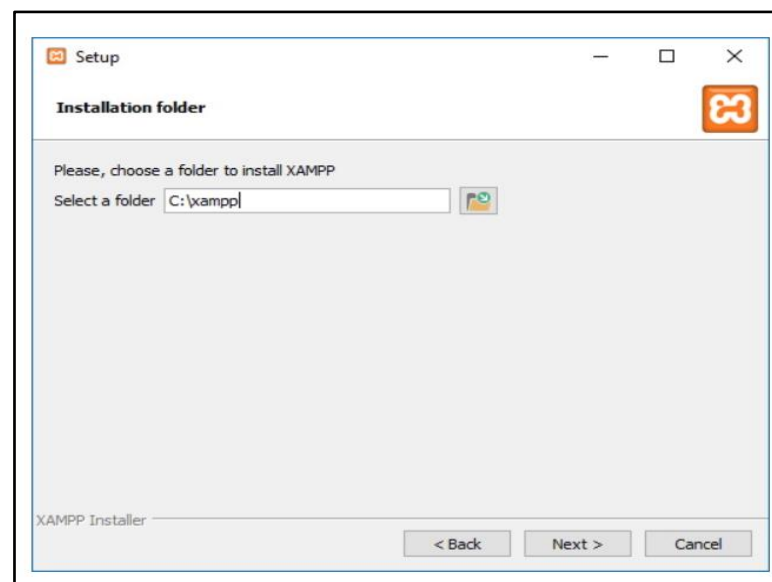 Setup
Installation folder
Please, choose a folder to install XAMPP
Select a folder C:\xampp
XAMPP Installer
< Back Next > Cancel